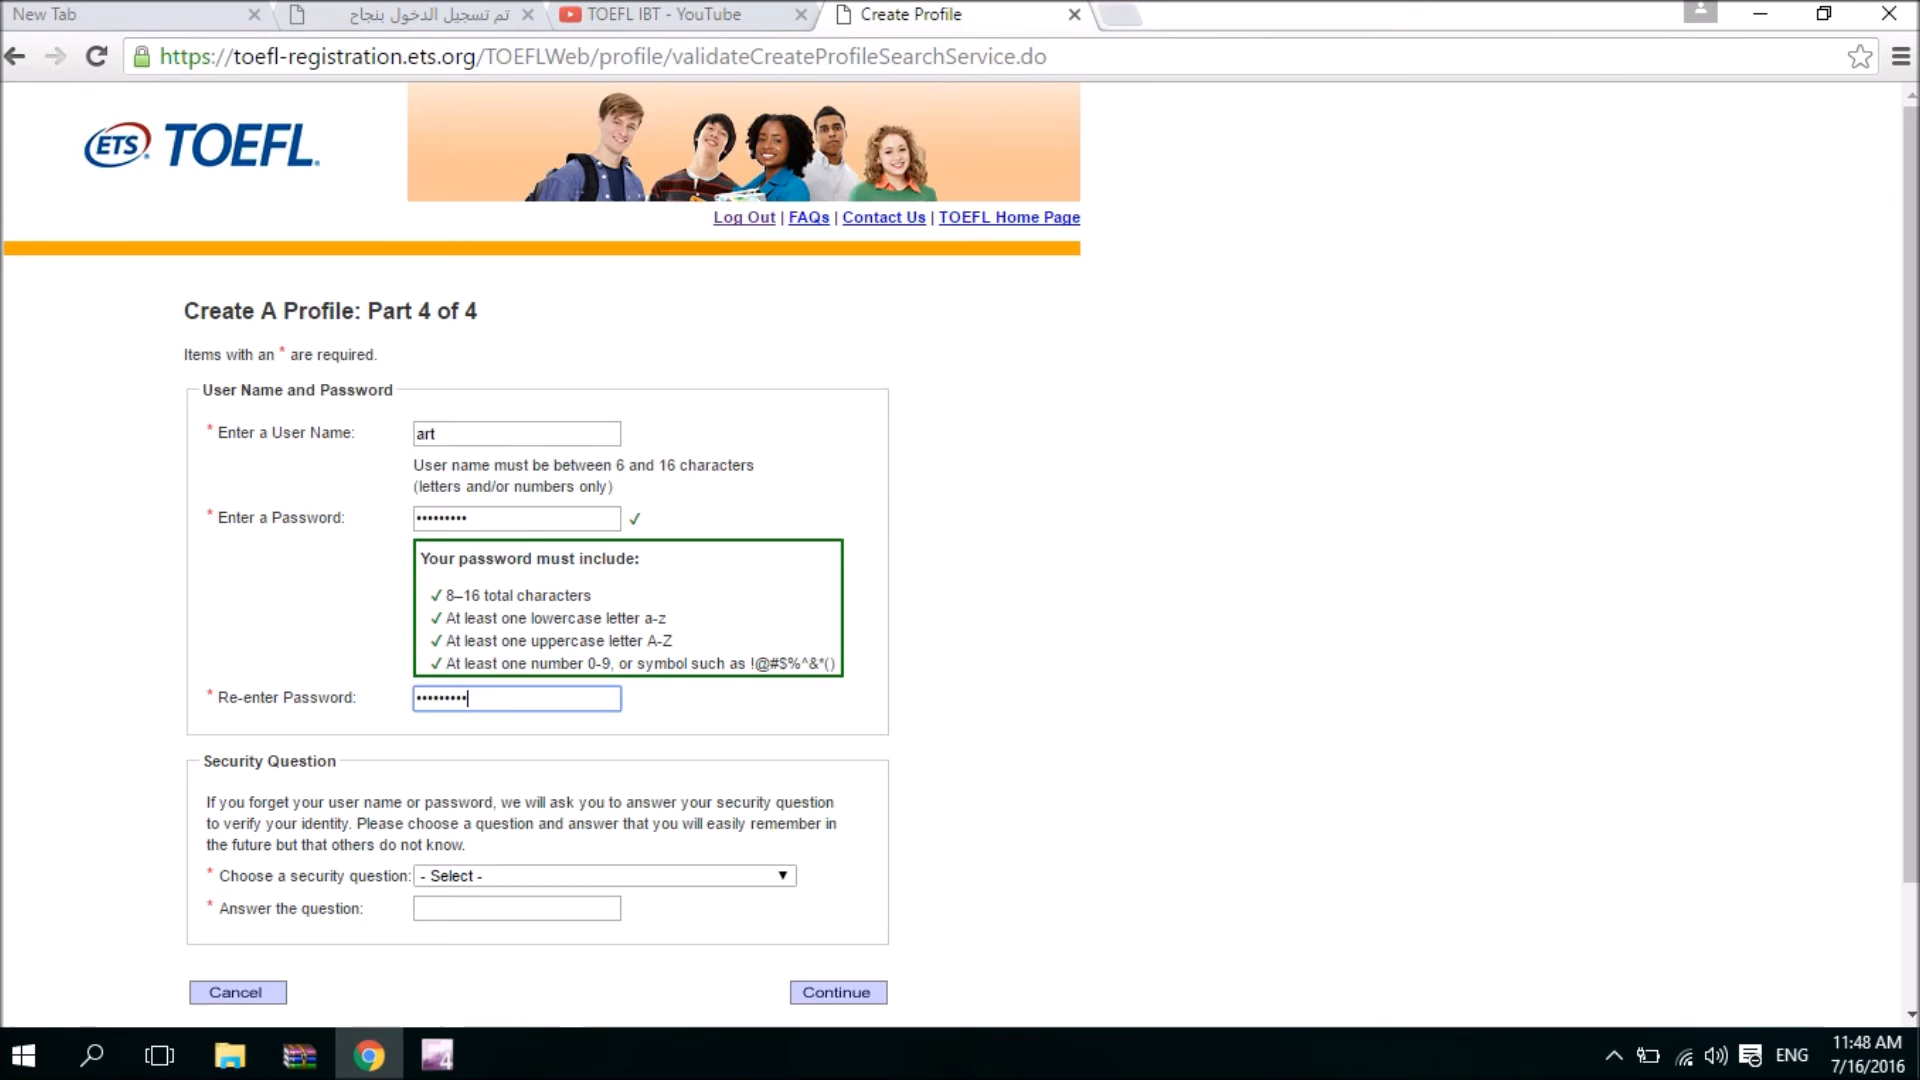 New Tab
تم تسجيل الدخول بنجاح
TOEFL IBT - YouTube
Create Profile
https://toefl-registration.ets.org/TOEFLWeb/profile/validateCreateProfileSearchService.do
ETS TOEFL.
Log Out | FAQs | Contact Us | TOEFL Home Page
Create A Profile: Part 4 of 4
Items with an * are required.
User Name and Password
* Enter a User Name: art
User name must be between 6 and 16 characters
(letters and/or numbers only)
* Enter a Password: ••••••••• ✓
Your password must include:
✓ 8–16 total characters
✓ At least one lowercase letter a-z
✓ At least one uppercase letter A-Z
✓ At least one number 0-9, or symbol such as !@#$%^&*()
* Re-enter Password: •••••••••
Security Question
If you forget your user name or password, we will ask you to answer your security question
to verify your identity. Please choose a question and answer that you will easily remember in
the future but that others do not know.
* Choose a security question: - Select -
* Answer the question:
Cancel
Continue
4
ENG
11:48 AM
7/16/2016